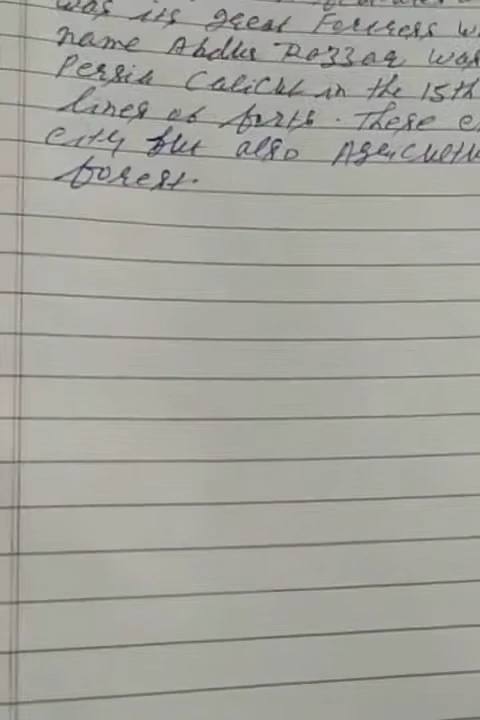 was its great Fortress w
name Abdur Razzaq was
Persia Calicut in the 15th
lines of forts. These e
city but also Agricultu
forest.